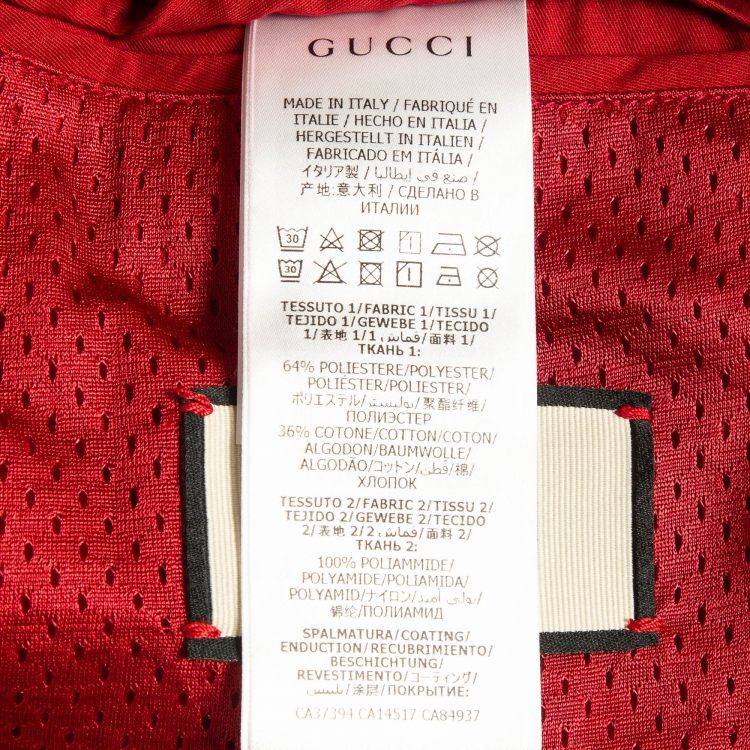 GUCCI
MADE IN ITALY / FABRIQUÉ EN
ITALIE / HECHO EN ITALIA /
HERGESTELLT IN ITALIEN /
FABRICADO EM ITÁLIA /
イタリア製 / صنع في إيطاليا /
产地:意大利 / СДЕЛАНО В
ИТАЛИИ
30
30
TESSUTO 1/FABRIC 1/TISSU 1/
TEJIDO 1/GEWEBE 1/TECIDO
1/表地 1/قماش 1/面料 1/
ТКАНЬ 1:
64% POLIESTERE/POLYESTER/
POLIÉSTER/POLIESTER/
ポリエステル/بوليستر/聚酯纤维/
ПОЛИЭСТЕР
36% COTONE/COTTON/COTON/
ALGODON/BAUMWOLLE/
ALGODÃO/コットン/قطن/棉/
ХЛОПОК
TESSUTO 2/FABRIC 2/TISSU 2/
TEJIDO 2/GEWEBE 2/TECIDO
2/表地 2/قماش 2/面料 2/
ТКАНЬ 2:
100% POLIAMMIDE/
POLYAMIDE/POLIAMIDA/
POLYAMID/ナイロン/بولي أميد/
锦纶/ПОЛИАМИД
SPALMATURA/COATING/
ENDUCTION/RECUBRIMIENTO/
BESCHICHTUNG/
REVESTIMENTO/コーティング/
/涂层/ПОКРЫТИЕ:
CA37394 CA14517 CA84937